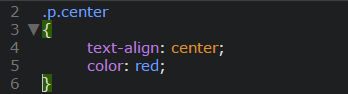 2 .p.center
3 {
4 text-align: center;
5 color: red;
6 }